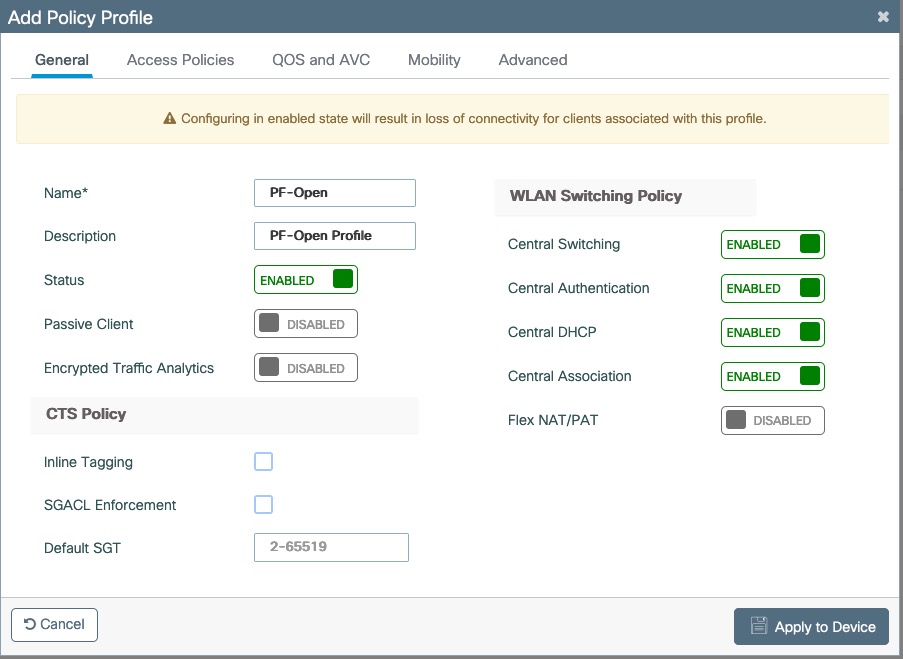 Add Policy Profile
General Access Policies QOS and AVC Mobility Advanced
Configuring in enabled state will result in loss of connectivity for clients associated with this profile.
Name* PF-Open
Description PF-Open Profile
Status ENABLED
Passive Client DISABLED
Encrypted Traffic Analytics DISABLED
CTS Policy
Inline Tagging
SGACL Enforcement
Default SGT 2-65519
WLAN Switching Policy
Central Switching ENABLED
Central Authentication ENABLED
Central DHCP ENABLED
Central Association ENABLED
Flex NAT/PAT DISABLED
Cancel Apply to Device